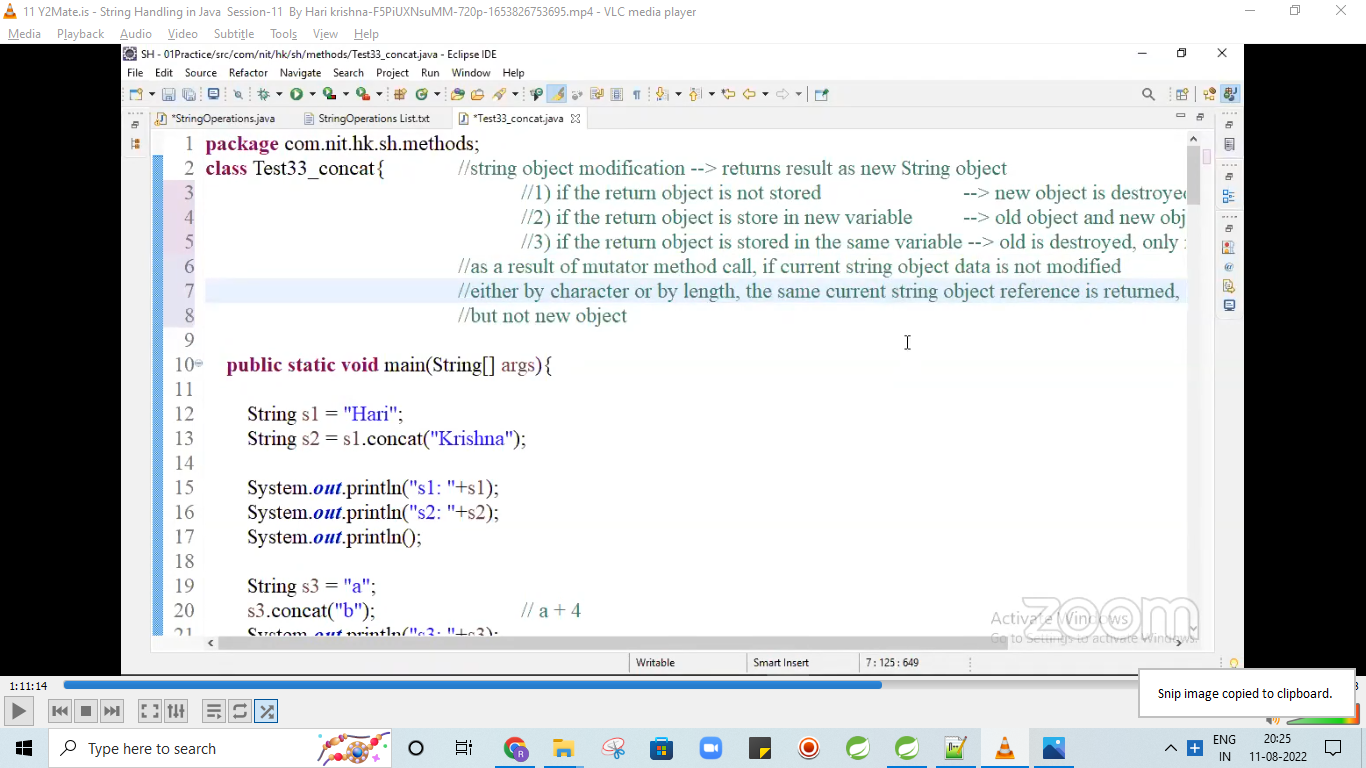 11 Y2Mate.is - String Handling in Java Session-11 By Hari krishna-F5PiUXNsuMM-720p-1653826753695.mp4 - VLC media player
Media Playback Audio Video Subtitle Tools View Help
SH - 01Practice/src/com/nit/hk/sh/methods/Test33_concat.java - Eclipse IDE
File Edit Source Refactor Navigate Search Project Run Window Help
*StringOperations.java StringOperations List.txt *Test33_concat.java
1 package com.nit.hk.sh.methods;
2 class Test33_concat{ //string object modification --> returns result as new String object
3 //1) if the return object is not stored --> new object is destroyed
4 //2) if the return object is store in new variable --> old object and new obj
5 //3) if the return object is stored in the same variable --> old is destroyed, only
6 //as a result of mutator method call, if current string object data is not modified
7 //either by character or by length, the same current string object reference is returned,
8 //but not new object
9
10 public static void main(String[] args){
11
12 String s1 = "Hari";
13 String s2 = s1.concat("Krishna");
14
15 System.out.println("s1: "+s1);
16 System.out.println("s2: "+s2);
17 System.out.println();
18
19 String s3 = "a";
20 s3.concat("b"); // a + 4
21 System.out.println("s3: "+s3);
zoom
Activate Windows
Go to Settings to activate Windows.
Writable Smart Insert 7 : 125 : 649
1:11:14
Snip image copied to clipboard.
Type here to search
ENG
IN
20:25
11-08-2022